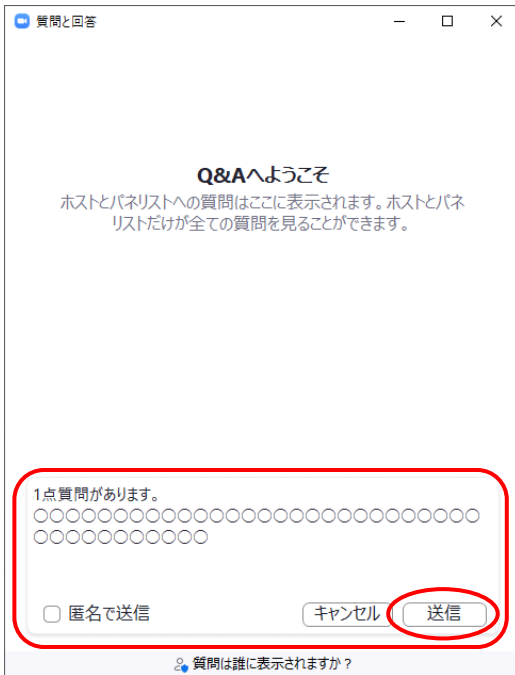 質問と回答
Q&Aへようこそ
ホストとパネリストへの質問はここに表示されます。ホストとパネ
リストだけが全ての質問を見ることができます。
1点質問があります。
○○○○○○○○○○○○○○○○○○○○○○○○○○○○
○○○○○○○○○○○
匿名で送信
キャンセル
送信
質問は誰に表示されますか？